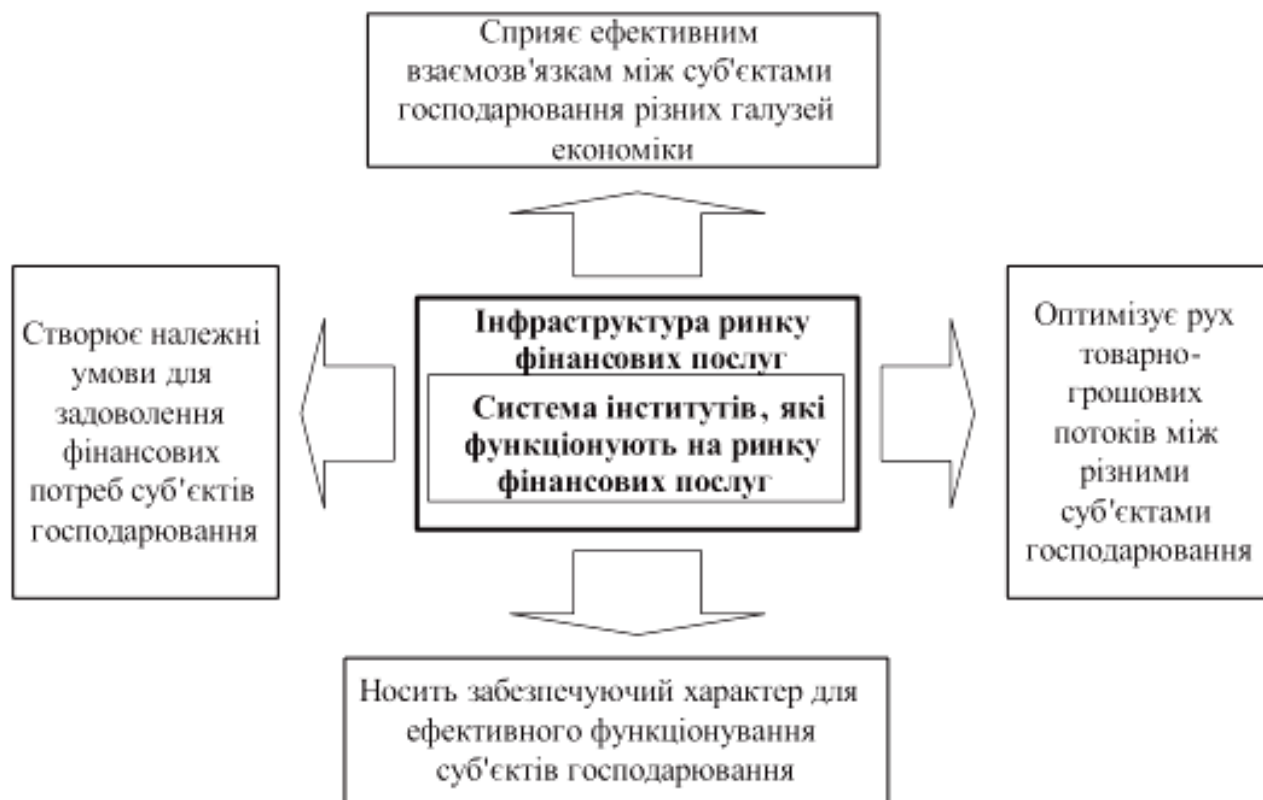 Сприяє ефективним
взаємозв'язкам між суб'єктами
господарювання різних галузей
економіки
Створює належні
умови для
задоволення
фінансових
потреб суб'єктів
господарювання
Інфраструктура ринку
фінансових послуг
Система інститутів, які
функціонують на ринку
фінансових послуг
Оптимізує рух
товарно-
грошових
потоків між
різними
суб'єктами
господарювання
Носить забезпечуючий характер для
ефективного функціонування
суб'єктів господарювання